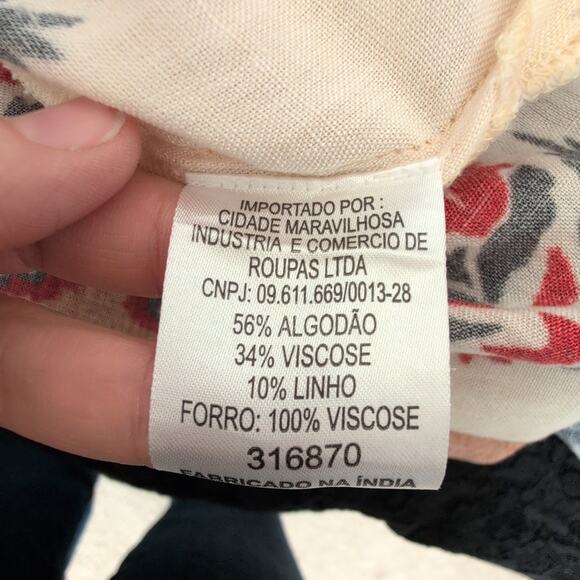 IMPORTADO POR :
CIDADE MARAVILHOSA
INDUSTRIA E COMERCIO DE
ROUPAS LTDA
CNPJ: 09.611.669/0013-28
56% ALGODÃO
34% VISCOSE
10% LINHO
FORRO: 100% VISCOSE
316870
FABRICADO NA ÍNDIA